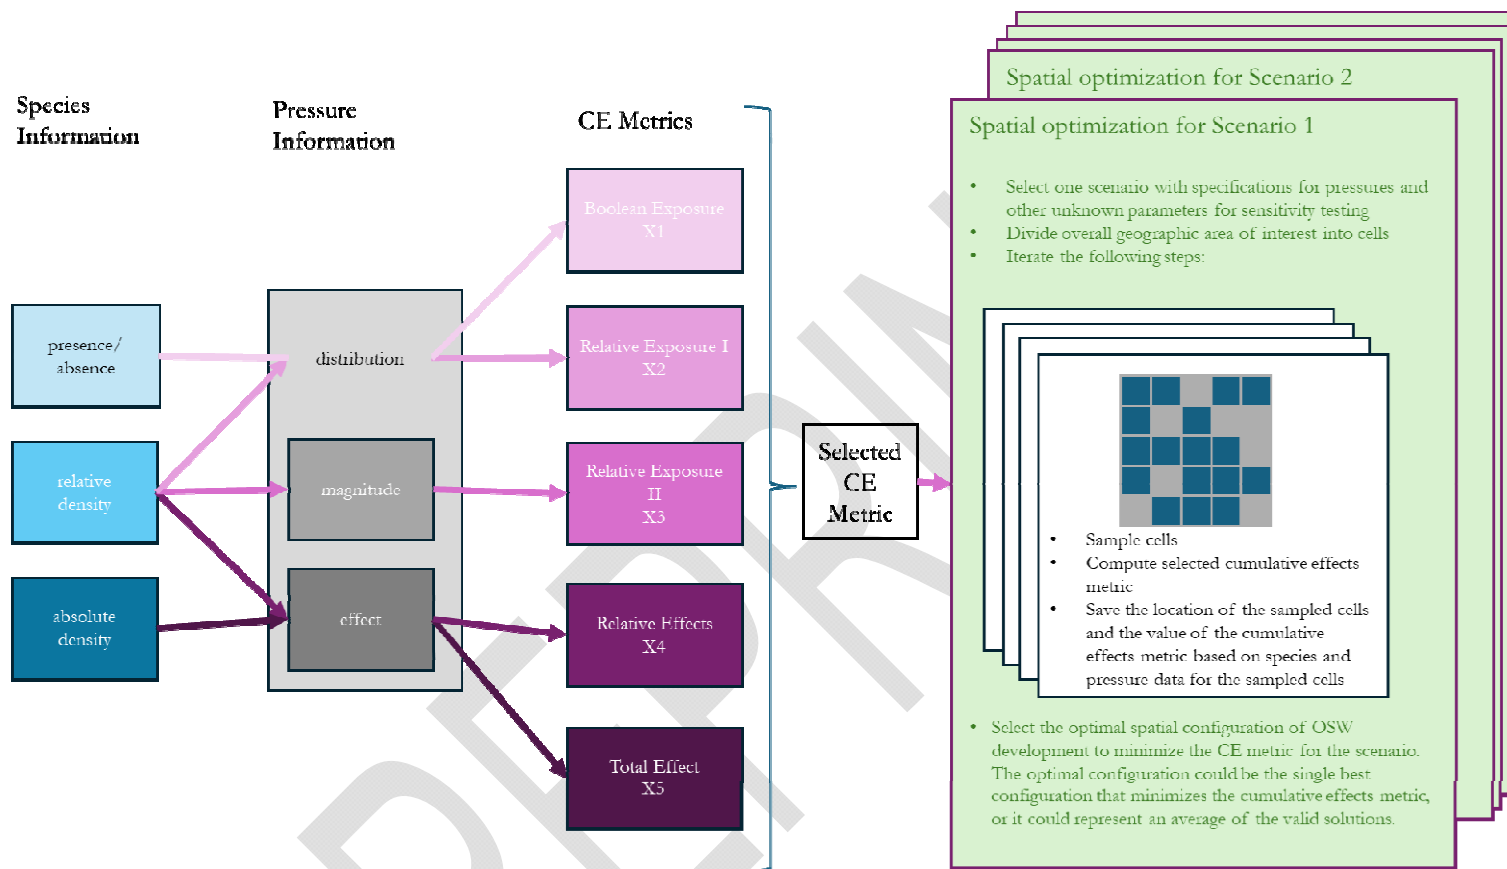 Species
Information
Pressure
Information
CE Metrics
presence/
absence
relative
density
absolute
density
distribution
magnitude
effect
Boolean Exposure
X1
Relative Exposure I
X2
Relative Exposure
II
X3
Relative Effects
X4
Total Effect
X5
Selected
CE
Metric
Spatial optimization for Scenario 2
Spatial optimization for Scenario 1
• Select one scenario with specifications for pressures and
other unknown parameters for sensitivity testing
• Divide overall geographic area of interest into cells
• Iterate the following steps:
• Sample cells
• Compute selected cumulative effects
metric
• Save the location of the sampled cells
and the value of the cumulative
effects metric based on species and
pressure data for the sampled cells
• Select the optimal spatial configuration of OSW
development to minimize the CE metric for the scenario.
The optimal configuration could be the single best
configuration that minimizes the cumulative effects metric,
or it could represent an average of the valid solutions.